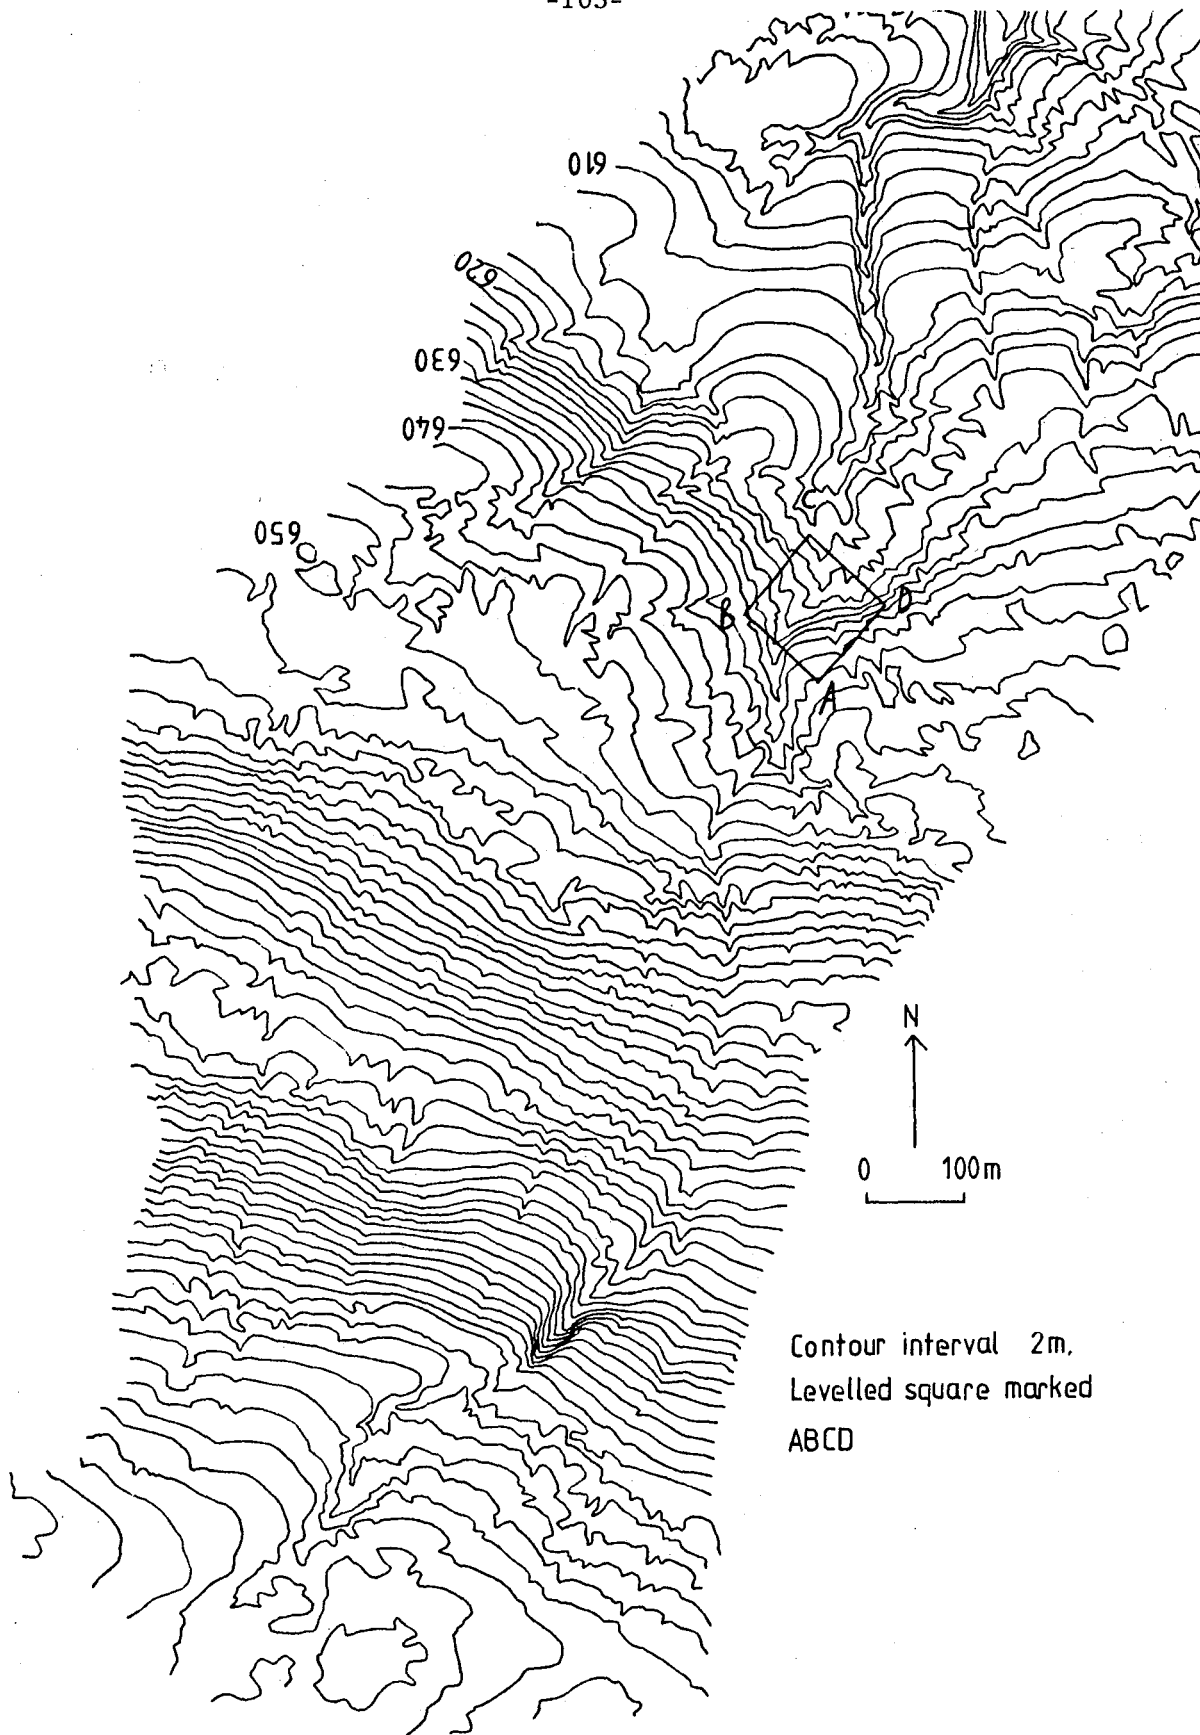 -103-
610
620
630
640
650
C
B
D
A
N
0 100m
Contour interval 2m.
Levelled square marked
ABCD